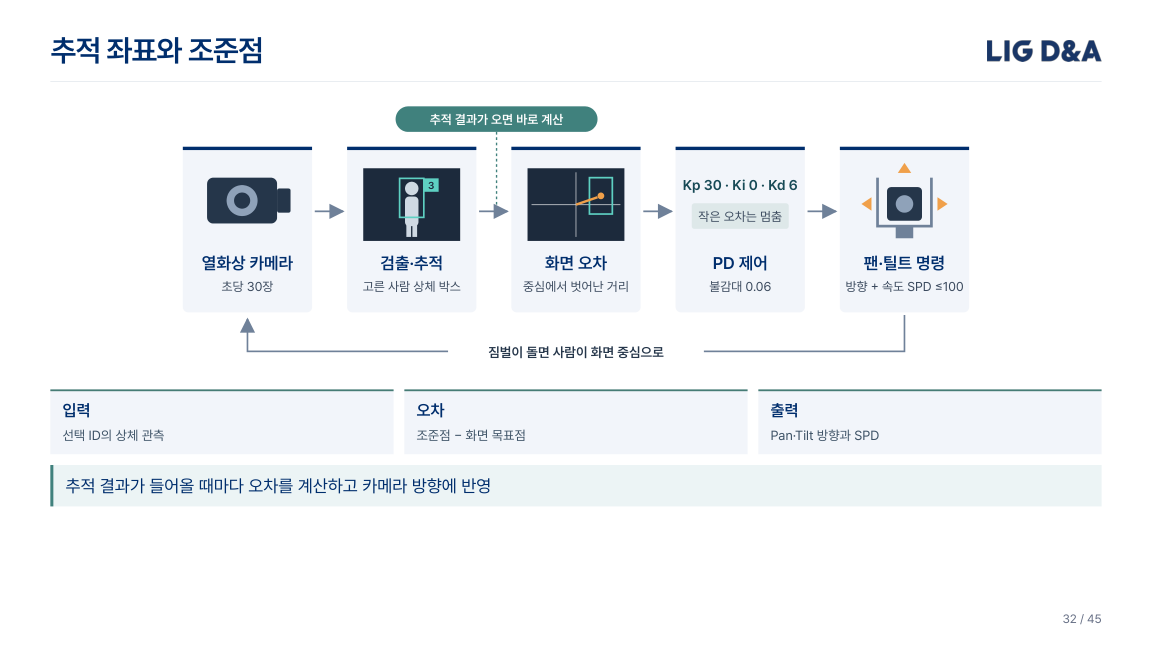 추적 좌표와 조준점
LIG D&A
추적 결과가 오면 바로 계산
3
Kp 30 · Ki 0 · Kd 6
작은 오차는 멈춤
열화상 카메라
초당 30장
검출·추적
고른 사람 상체 박스
화면 오차
중심에서 벗어난 거리
PD 제어
불감대 0.06
팬·틸트 명령
방향 + 속도 SPD ≤100
짐벌이 돌면 사람이 화면 중심으로
입력
선택 ID의 상체 관측
오차
조준점 − 화면 목표점
출력
Pan·Tilt 방향과 SPD
추적 결과가 들어올 때마다 오차를 계산하고 카메라 방향에 반영
32 / 45